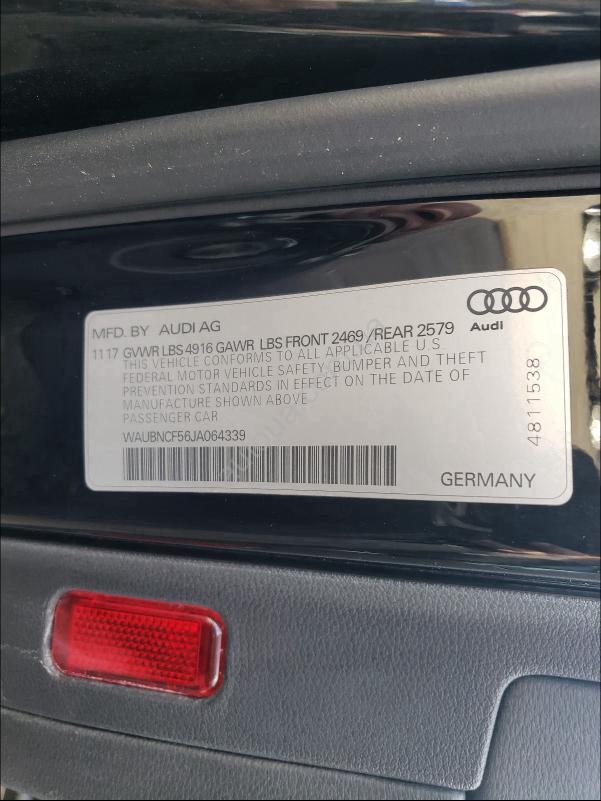 MFD. BY AUDI AG
Audi
11 17 GVWR LBS 4916 GAWR LBS FRONT 2469 / REAR 2579
THIS VEHICLE CONFORMS TO ALL APPLICABLE U.S.
FEDERAL MOTOR VEHICLE SAFETY, BUMPER AND THEFT
PREVENTION STANDARDS IN EFFECT ON THE DATE OF
MANUFACTURE SHOWN ABOVE
PASSENGER CAR
WAUBNCF56JA064339
GERMANY
4811538